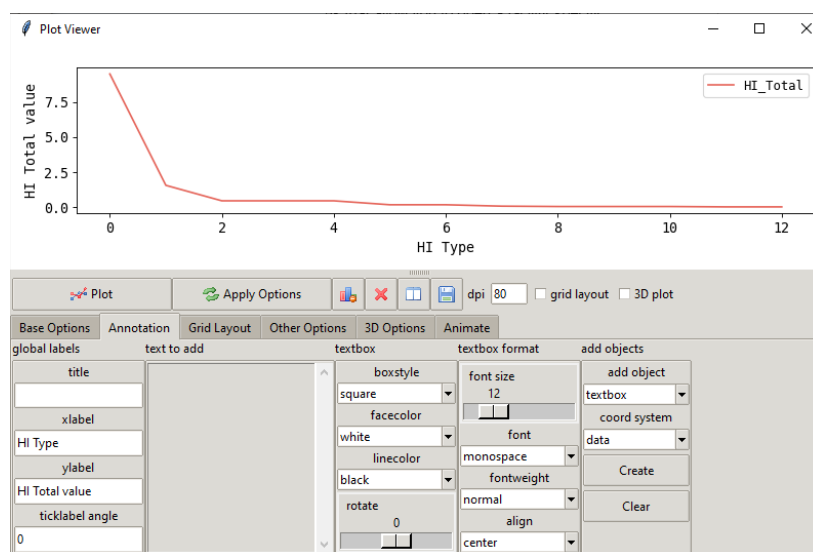 Plot Viewer
HI Total value
7.5
5.0
2.5
0.0
HI_Total
0 2 4 6 8 10 12
HI Type
Plot Apply Options dpi 80 grid layout 3D plot
Base Options Annotation Grid Layout Other Options 3D Options Animate
global labels text to add textbox textbox format add objects
title
xlabel
HI Type
ylabel
HI Total value
ticklabel angle
0
boxstyle
square
facecolor
white
linecolor
black
rotate
0
font size
12
font
monospace
fontweight
normal
align
center
add object
textbox
coord system
data
Create
Clear